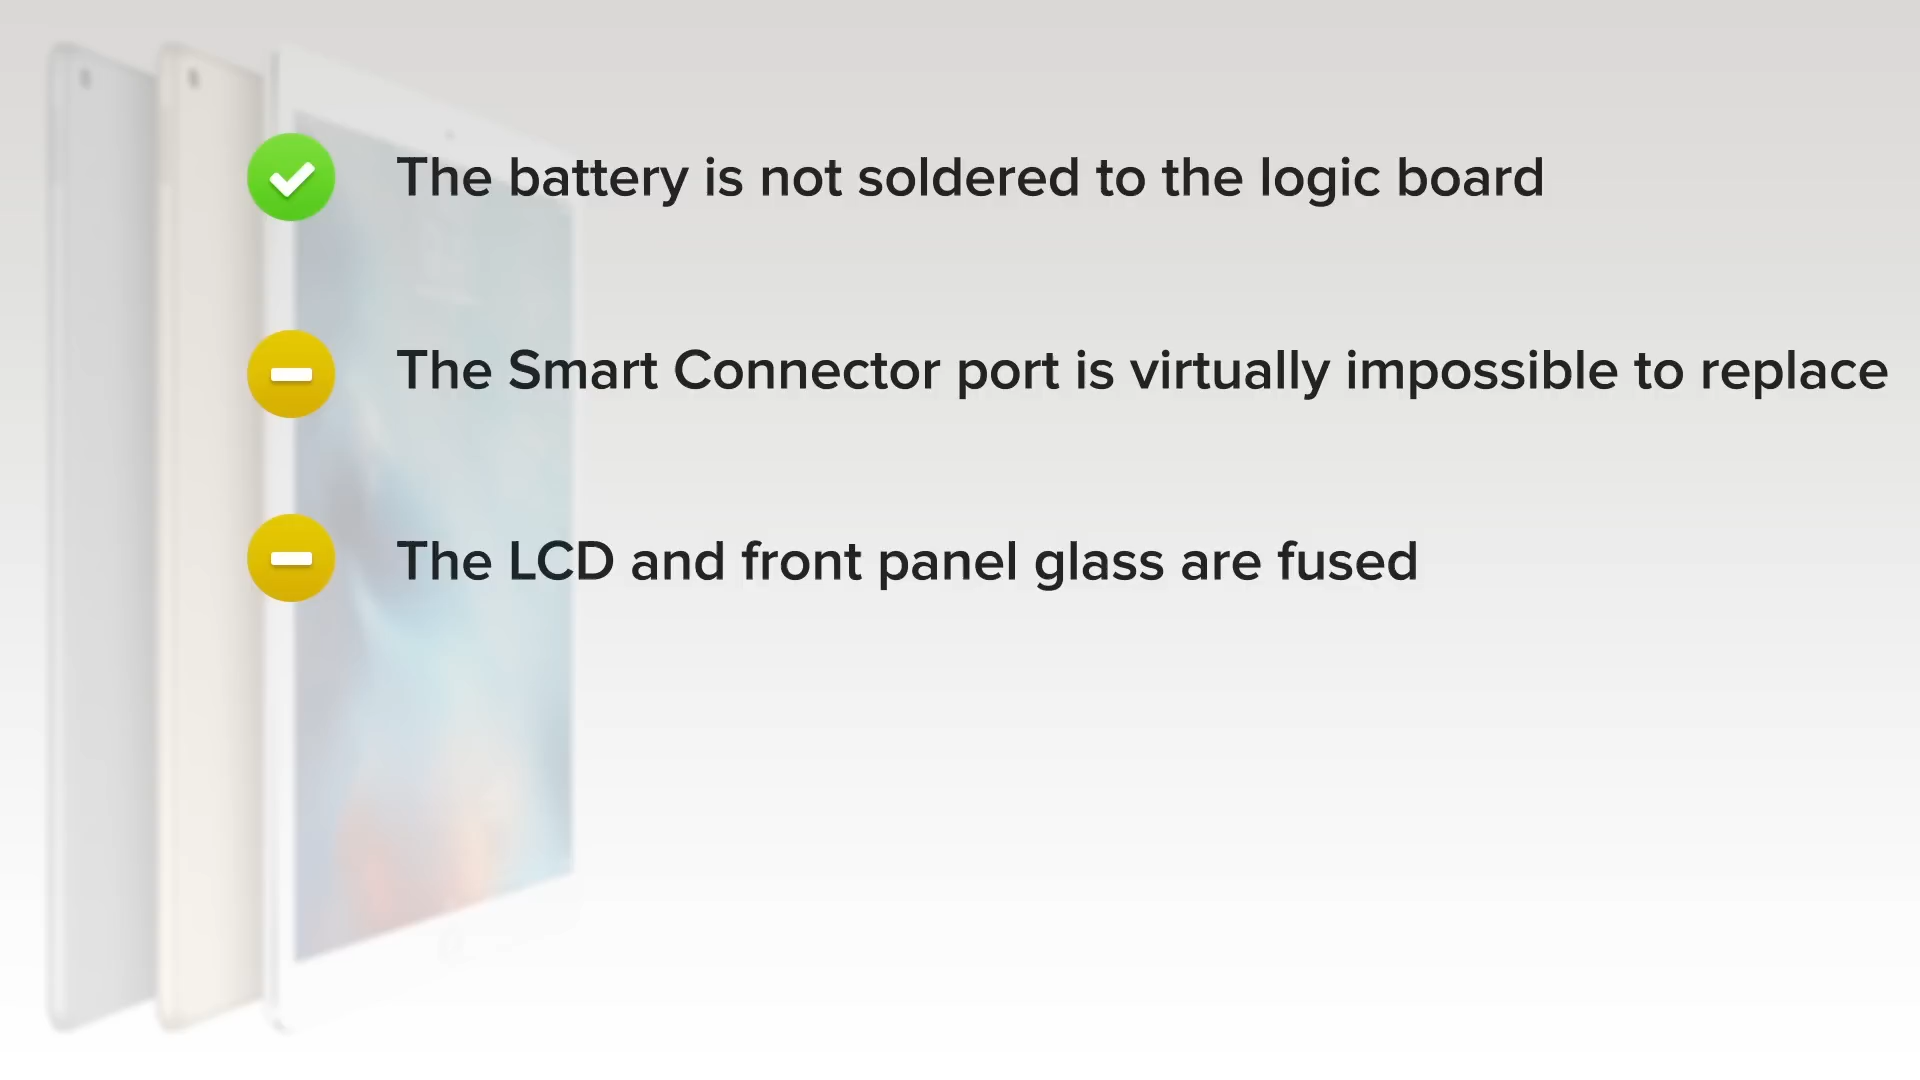 The battery is not soldered to the logic board
The Smart Connector port is virtually impossible to replace
The LCD and front panel glass are fused